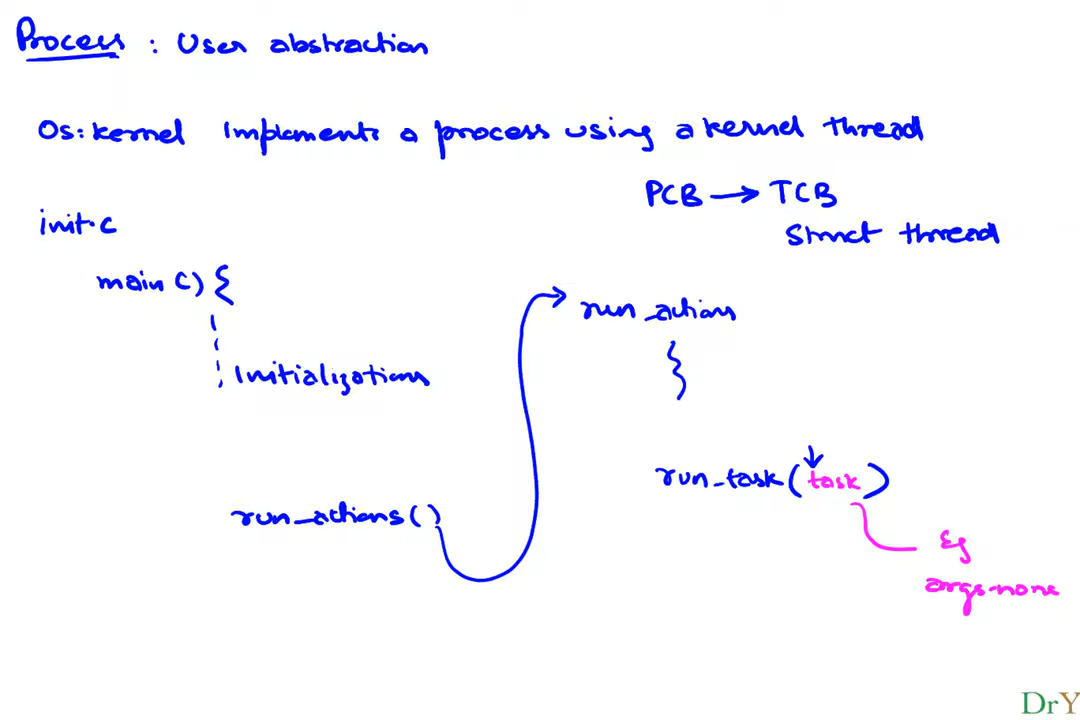 Process : User abstraction
Os: kernel implements a process using a kernel thread
PCB → TCB
struct thread
init.c
main () {
initializations
run_actions()
run_actions
run_task(task)
Eg
args-none
DrY